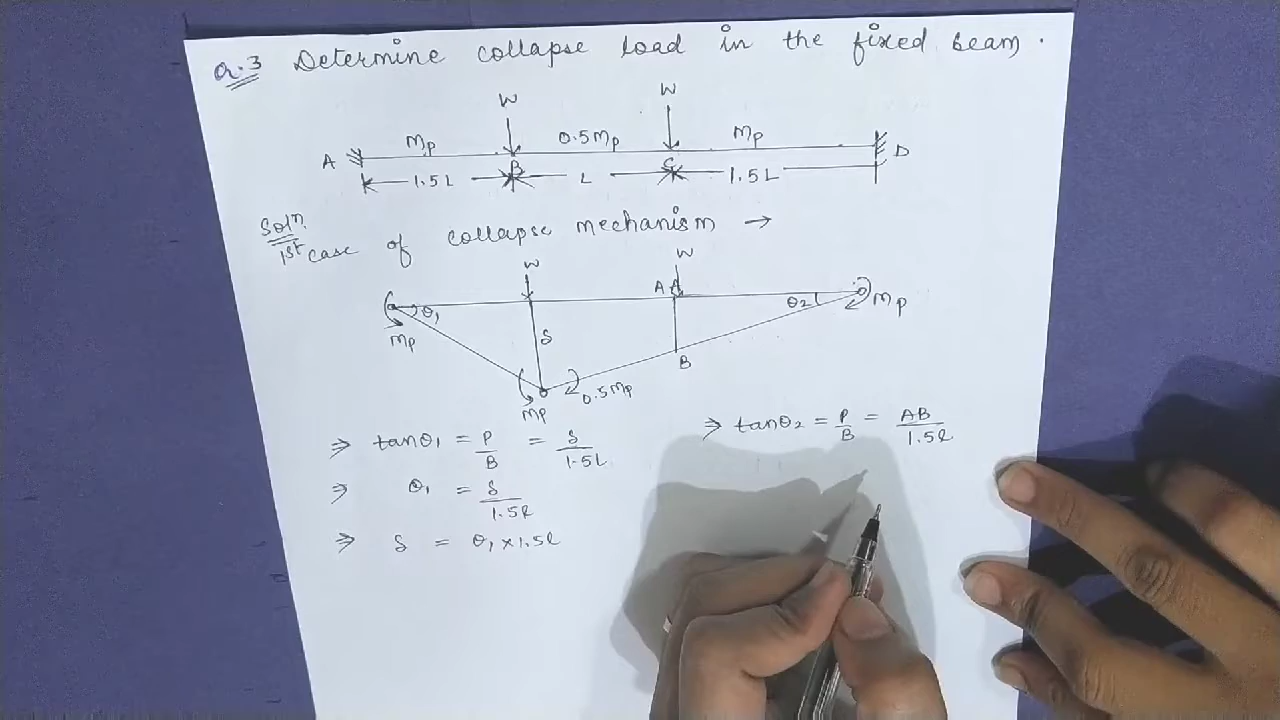 Q.3 Determine collapse load in the fixed beam.
W W
A Mp 0.5Mp Mp D
B C
1.5L L 1.5L
Soln.
1st case of collapse mechanism →
W W
A
θ1 θ2 Mp
Mp δ B
Mp 0.5Mp
⇒ tanθ1 = P/B = δ/1.5L ⇒ tanθ2 = P/B = AB/1.5l
⇒ θ1 = δ/1.5l
⇒ δ = θ1 × 1.5l